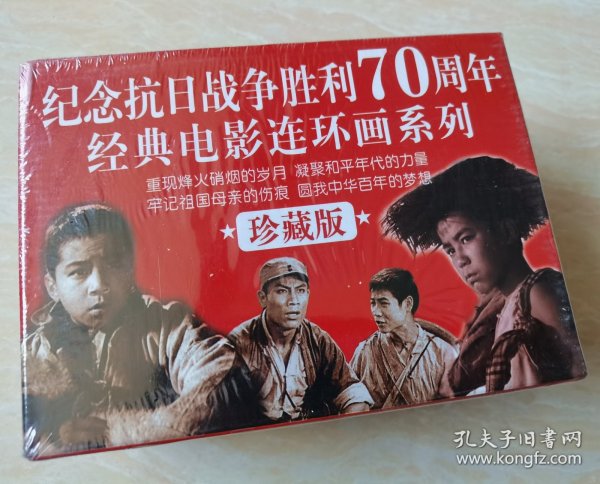 纪念抗日战争胜利70周年
经典电影连环画系列
重现烽火硝烟的岁月 凝聚和平年代的力量
牢记祖国母亲的伤痕 圆我中华百年的梦想
珍藏版
孔夫子旧书网
www.kongfz.com